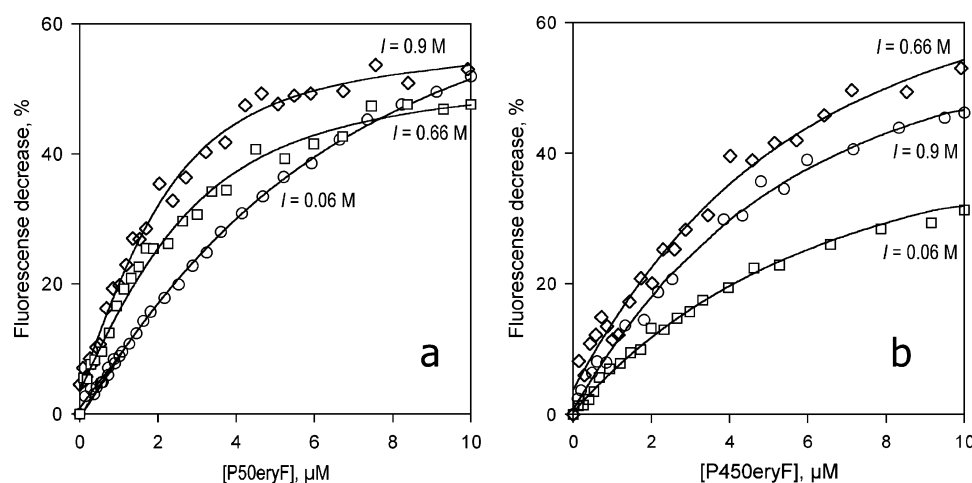 Fluorescense decrease, %
60
40
20
0
I = 0.9 M
I = 0.66 M
I = 0.06 M
a
0 2 4 6 8 10
[P50eryF], µM
Fluorescense decrease, %
60
40
20
0
I = 0.66 M
I = 0.9 M
I = 0.06 M
b
0 2 4 6 8 10
[P450eryF], µM